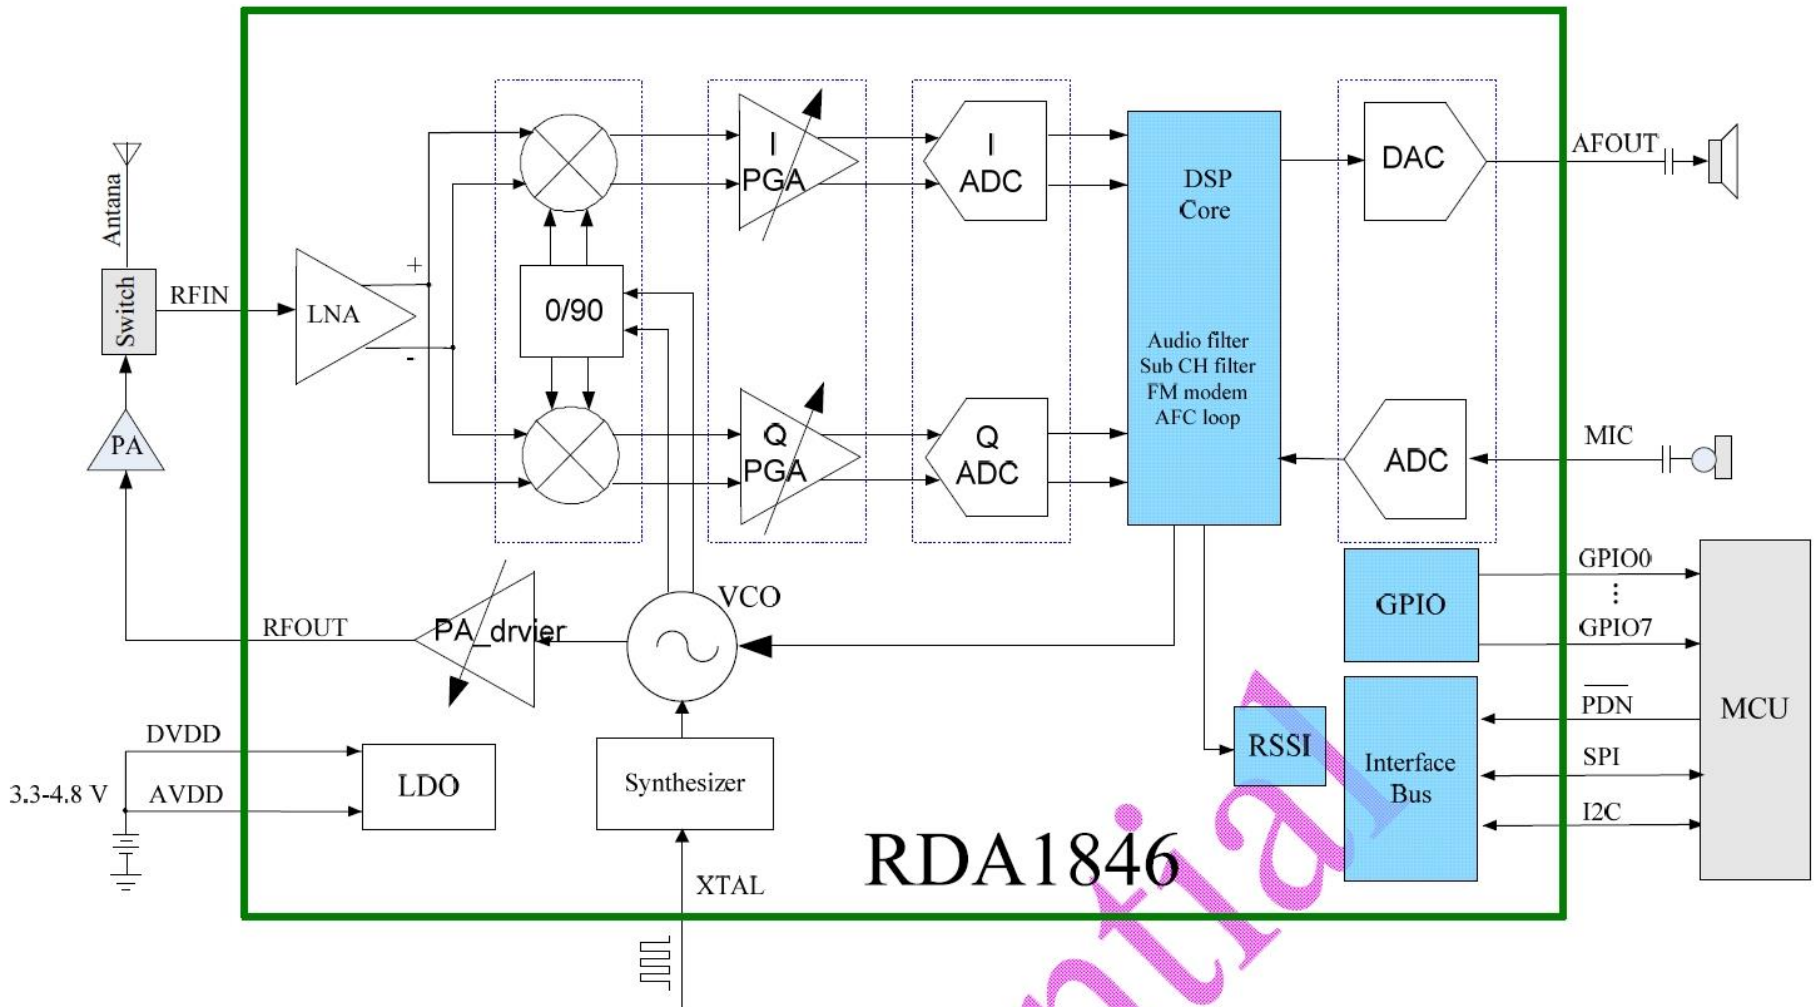 Antana
Switch
RFIN
PA
LNA
+
-
0/90
I
PGA
Q
PGA
I
ADC
Q
ADC
DSP
Core
Audio filter
Sub CH filter
FM modem
AFC loop
DAC
AFOUT
ADC
MIC
RFOUT
PA_drvier
VCO
GPIO
GPIO0
GPIO7
MCU
PDN
SPI
I2C
Interface
Bus
RSSI
DVDD
3.3-4.8 V
AVDD
LDO
Synthesizer
XTAL
RDA1846
ntial